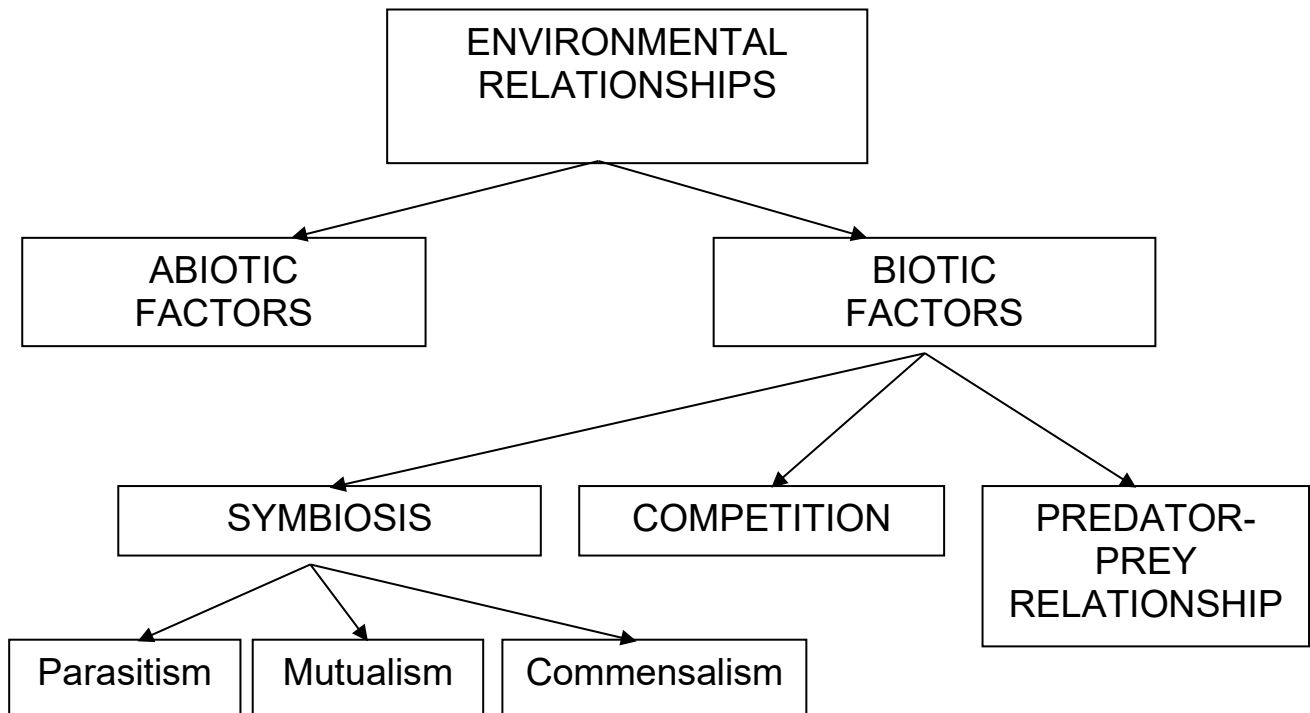 ENVIRONMENTAL
RELATIONSHIPS
ABIOTIC
FACTORS
BIOTIC
FACTORS
SYMBIOSIS
COMPETITION
PREDATOR-
PREY
RELATIONSHIP
Parasitism
Mutualism
Commensalism